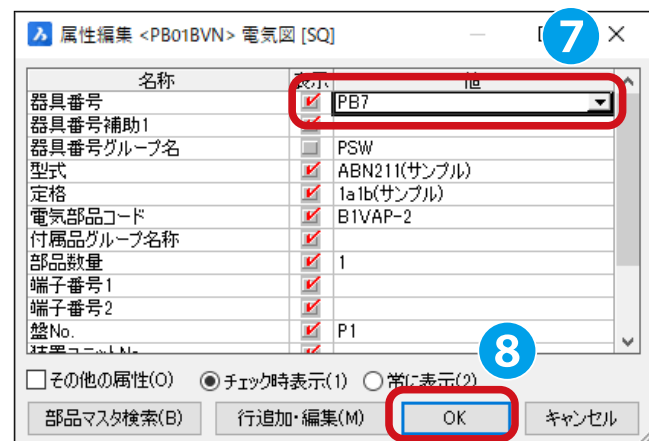 属性編集 <PB01BVN> 電気図 [SQ]
7
名称 表示 値
器具番号 PB7
器具番号補助1
器具番号グループ名 PSW
型式 ABN211(サンプル)
定格 1a1b(サンプル)
電気部品コード B1VAP-2
付属品グループ名称
部品数量 1
端子番号1
端子番号2
盤No. P1
8
その他の属性(O) チェック時表示(1) 常に表示(2)
部品マスタ検索(B) 行追加・編集(M) OK キャンセル